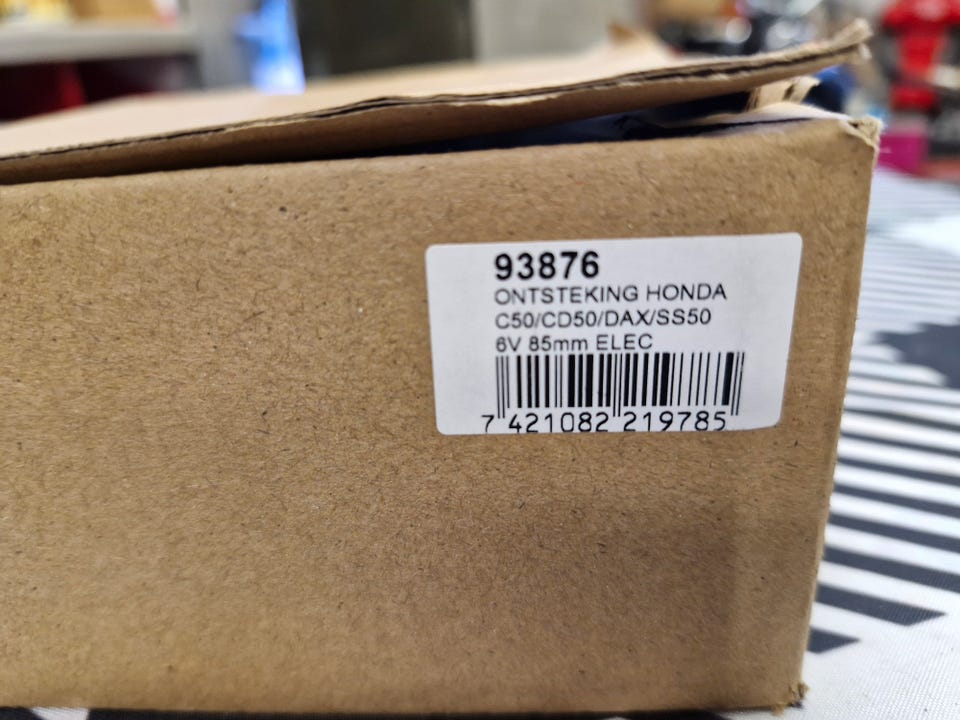 93876
ONTSTEKING HONDA
C50/CD50/DAX/SS50
6V 85mm ELEC
7 421082 219785